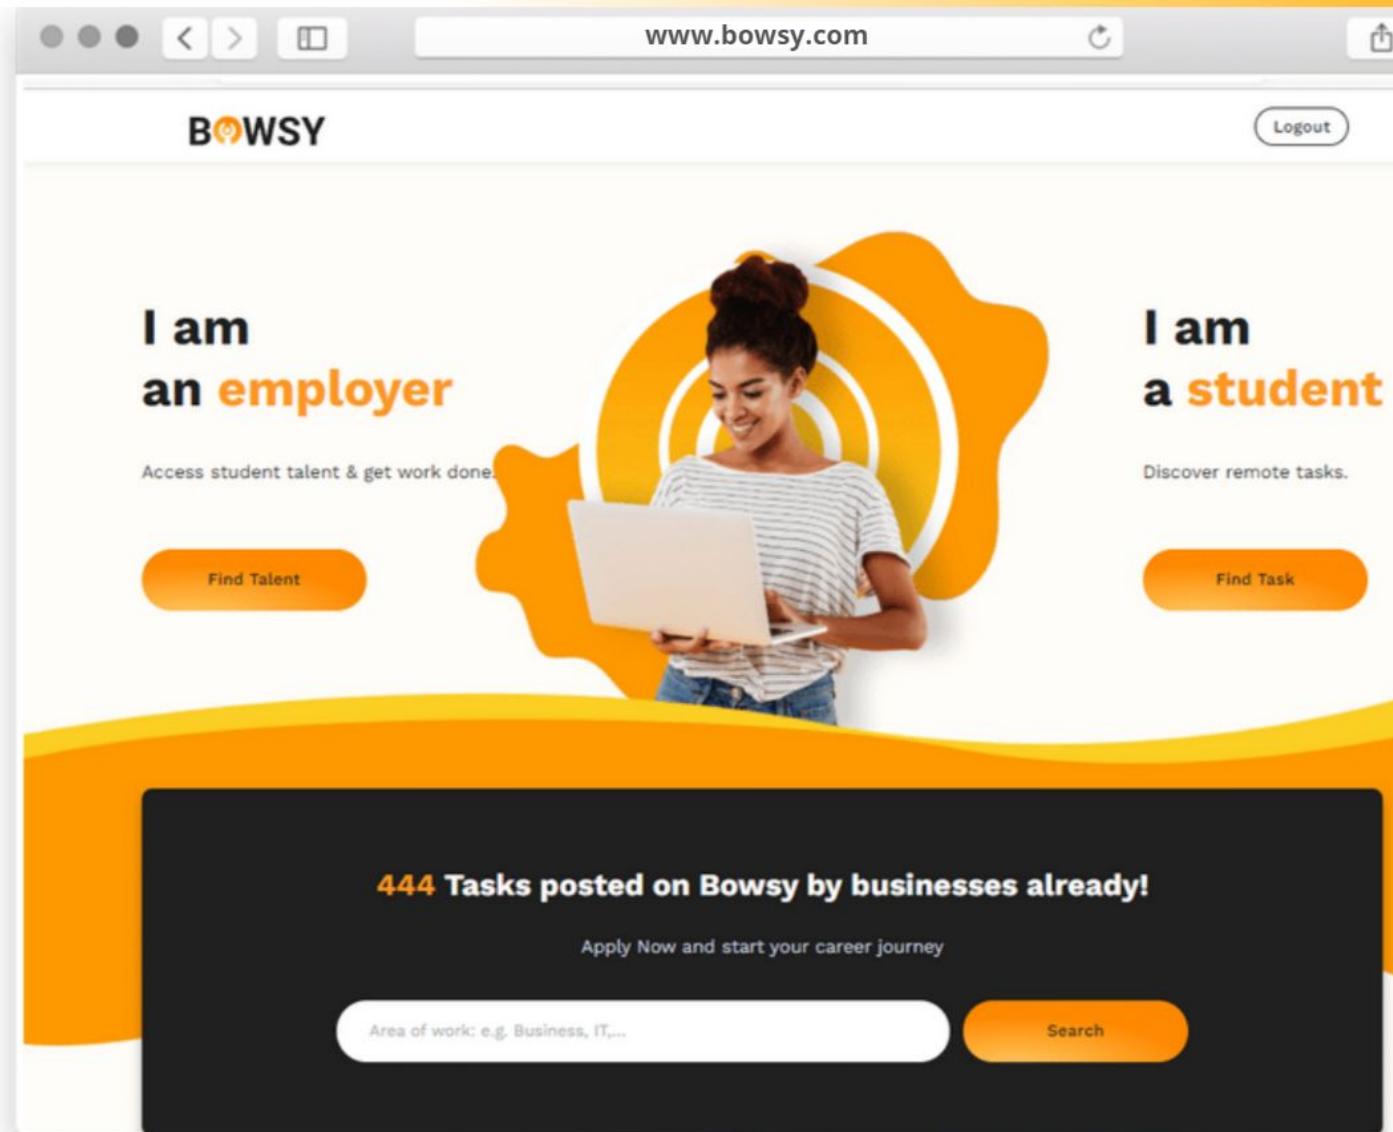 www.bowsy.com
BOWSY
Logout
I am
an employer
Access student talent & get work done.
Find Talent
I am
a student
Discover remote tasks.
Find Task
444 Tasks posted on Bowsy by businesses already!
Apply Now and start your career journey
Area of work: e.g. Business, IT,...
Search